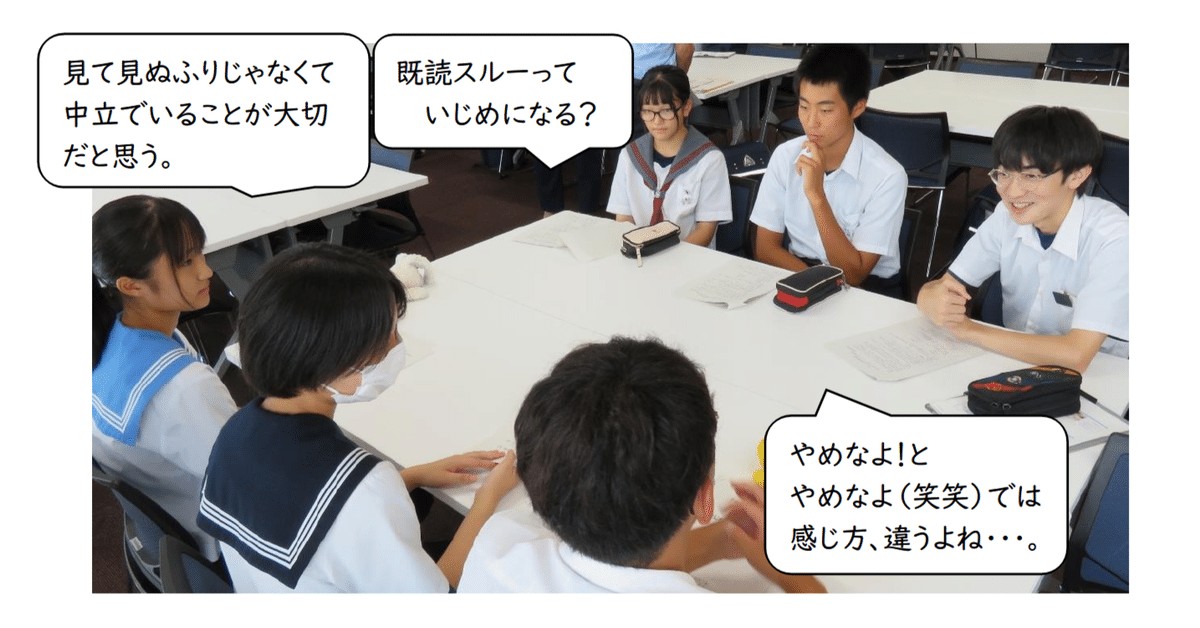 見て見ぬふりじゃなくて
中立でいることが大切
だと思う。
既読スルーって
いじめになる?
やめなよ!と
やめなよ(笑笑)では
感じ方、違うよね・・・。